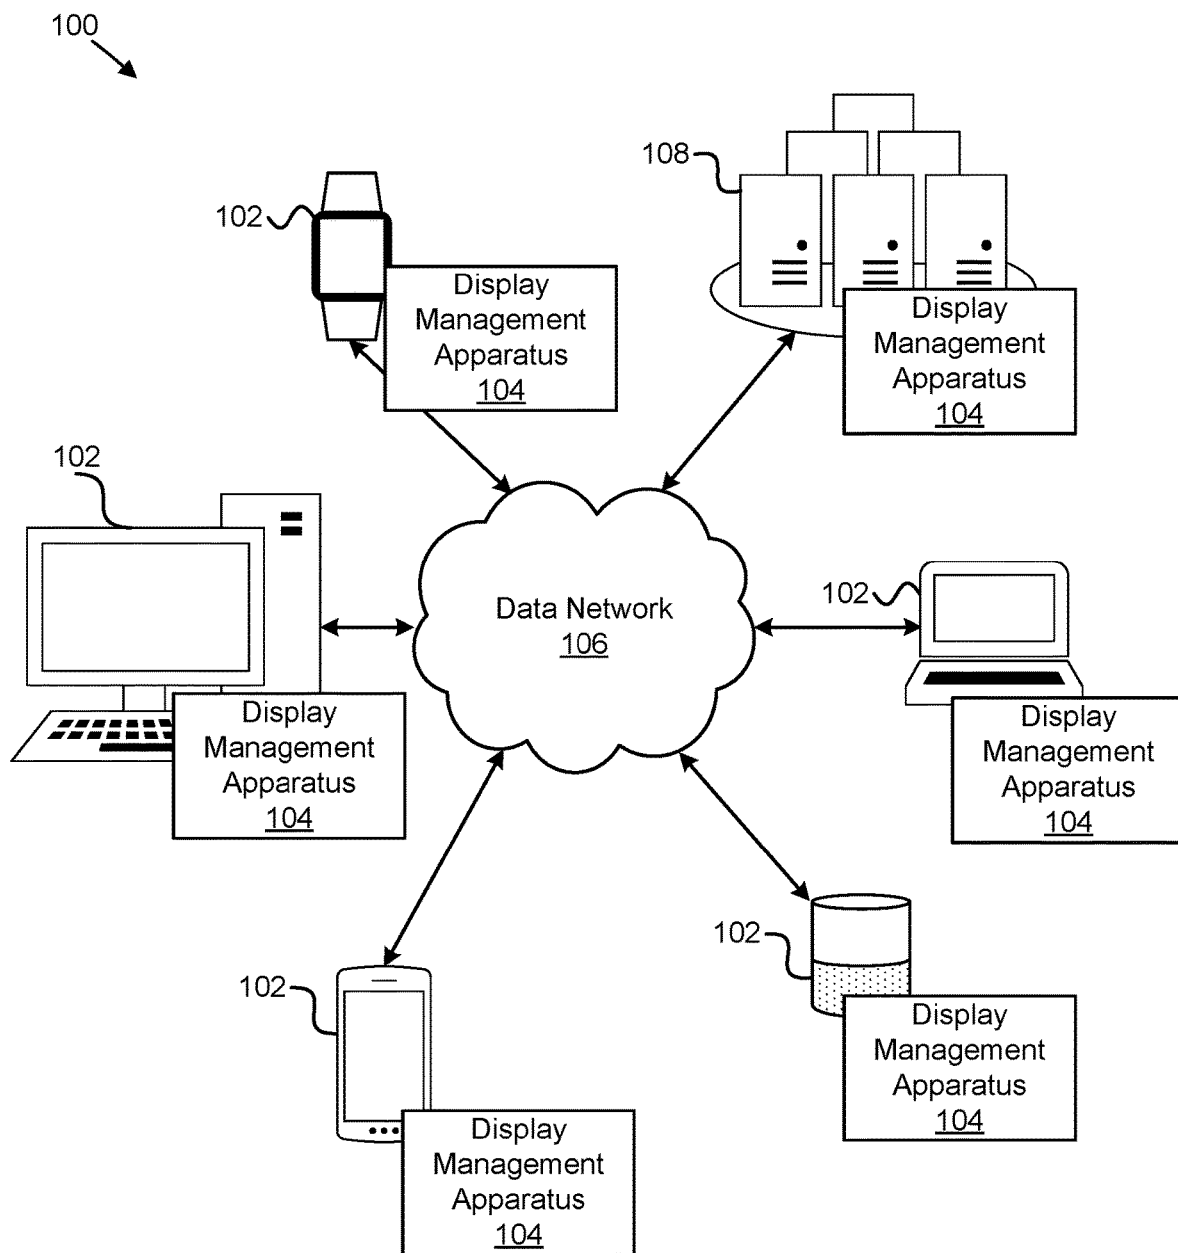 100
108
102
Display
Management
Apparatus
104
Display
Management
Apparatus
104
102
102
Data Network
106
Display
Management
Apparatus
104
Display
Management
Apparatus
104
102
102
Display
Management
Apparatus
104
Display
Management
Apparatus
104